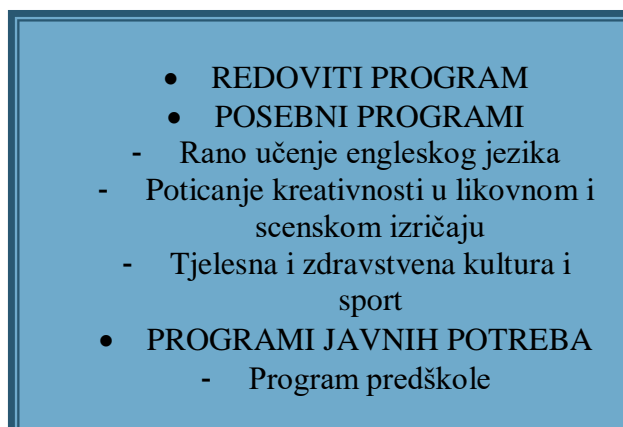 • REDOVITI PROGRAM
• POSEBNI PROGRAMI
- Rano učenje engleskog jezika
- Poticanje kreativnosti u likovnom i
scenskom izričaju
- Tjelesna i zdravstvena kultura i
sport
• PROGRAMI JAVNIH POTREBA
- Program predškole